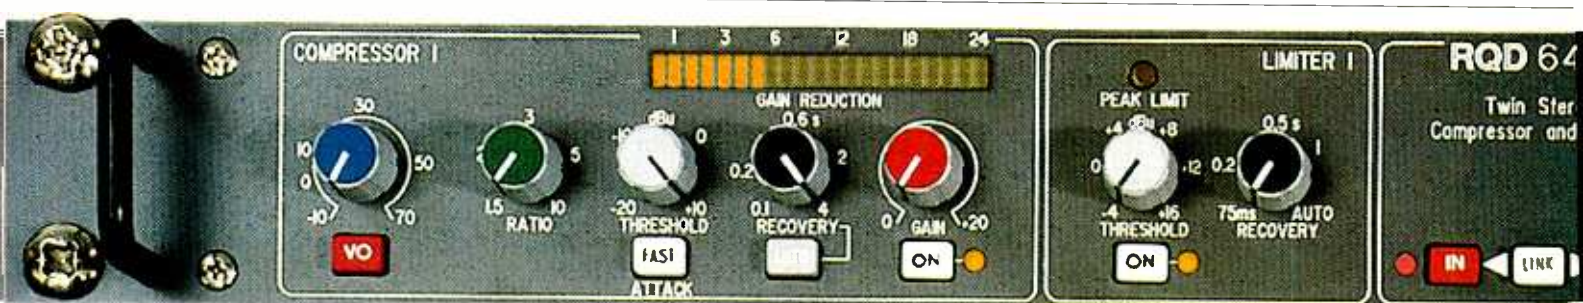 COMPRESSOR 1
1 3 6 12 18 24
GAIN REDUCTION
30
10
50
0
-10
70
3
5
1.5
10
RATIO
dBu
-10
0
-20
+10
THRESHOLD
0.6 s
0.2
2
0.1
4
RECOVERY
0
+20
GAIN
VO
FAST
ATTACK
ON
LIMITER 1
PEAK LIMIT
dBu
+4
+8
0
+12
-4
+16
THRESHOLD
0.5 s
0.2
1
75ms
AUTO
RECOVERY
ON
RQD 64
Twin Ster
Compressor and
IN
LINK